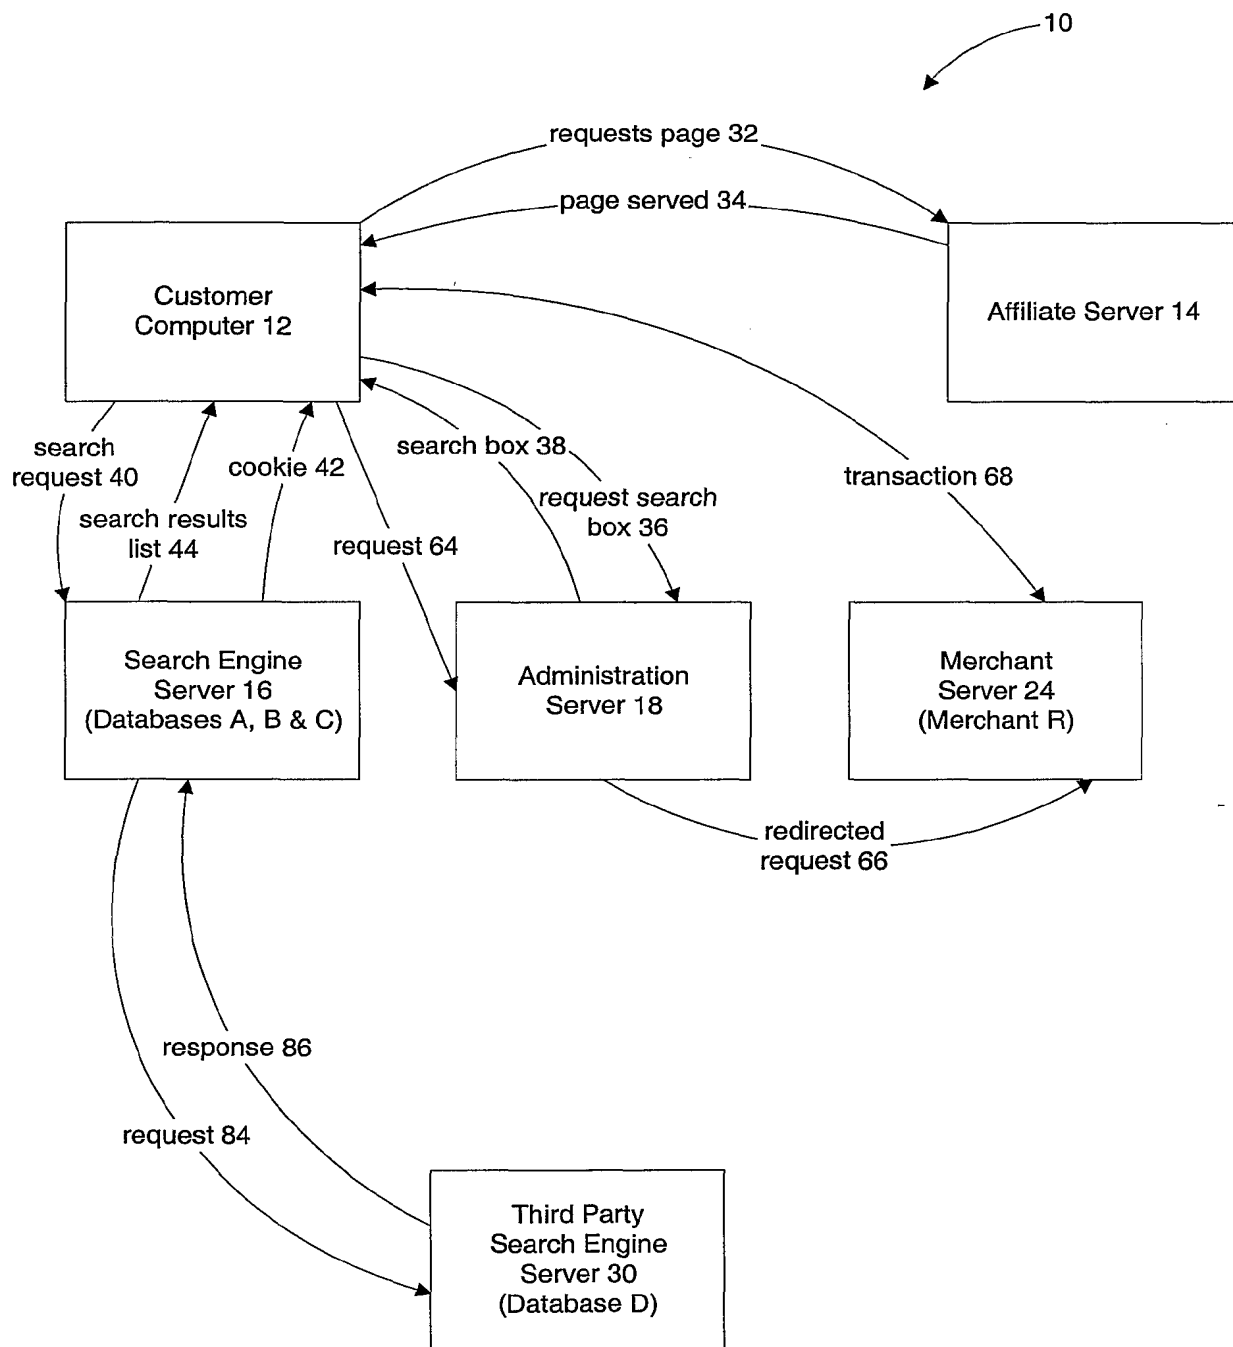 10
requests page 32
page served 34
Customer
Computer 12
Affiliate Server 14
search
request 40
cookie 42
search box 38
transaction 68
search results
list 44
request search
box 36
request 64
Search Engine
Server 16
(Databases A, B & C)
Administration
Server 18
Merchant
Server 24
(Merchant R)
redirected
request 66
response 86
request 84
Third Party
Search Engine
Server 30
(Database D)